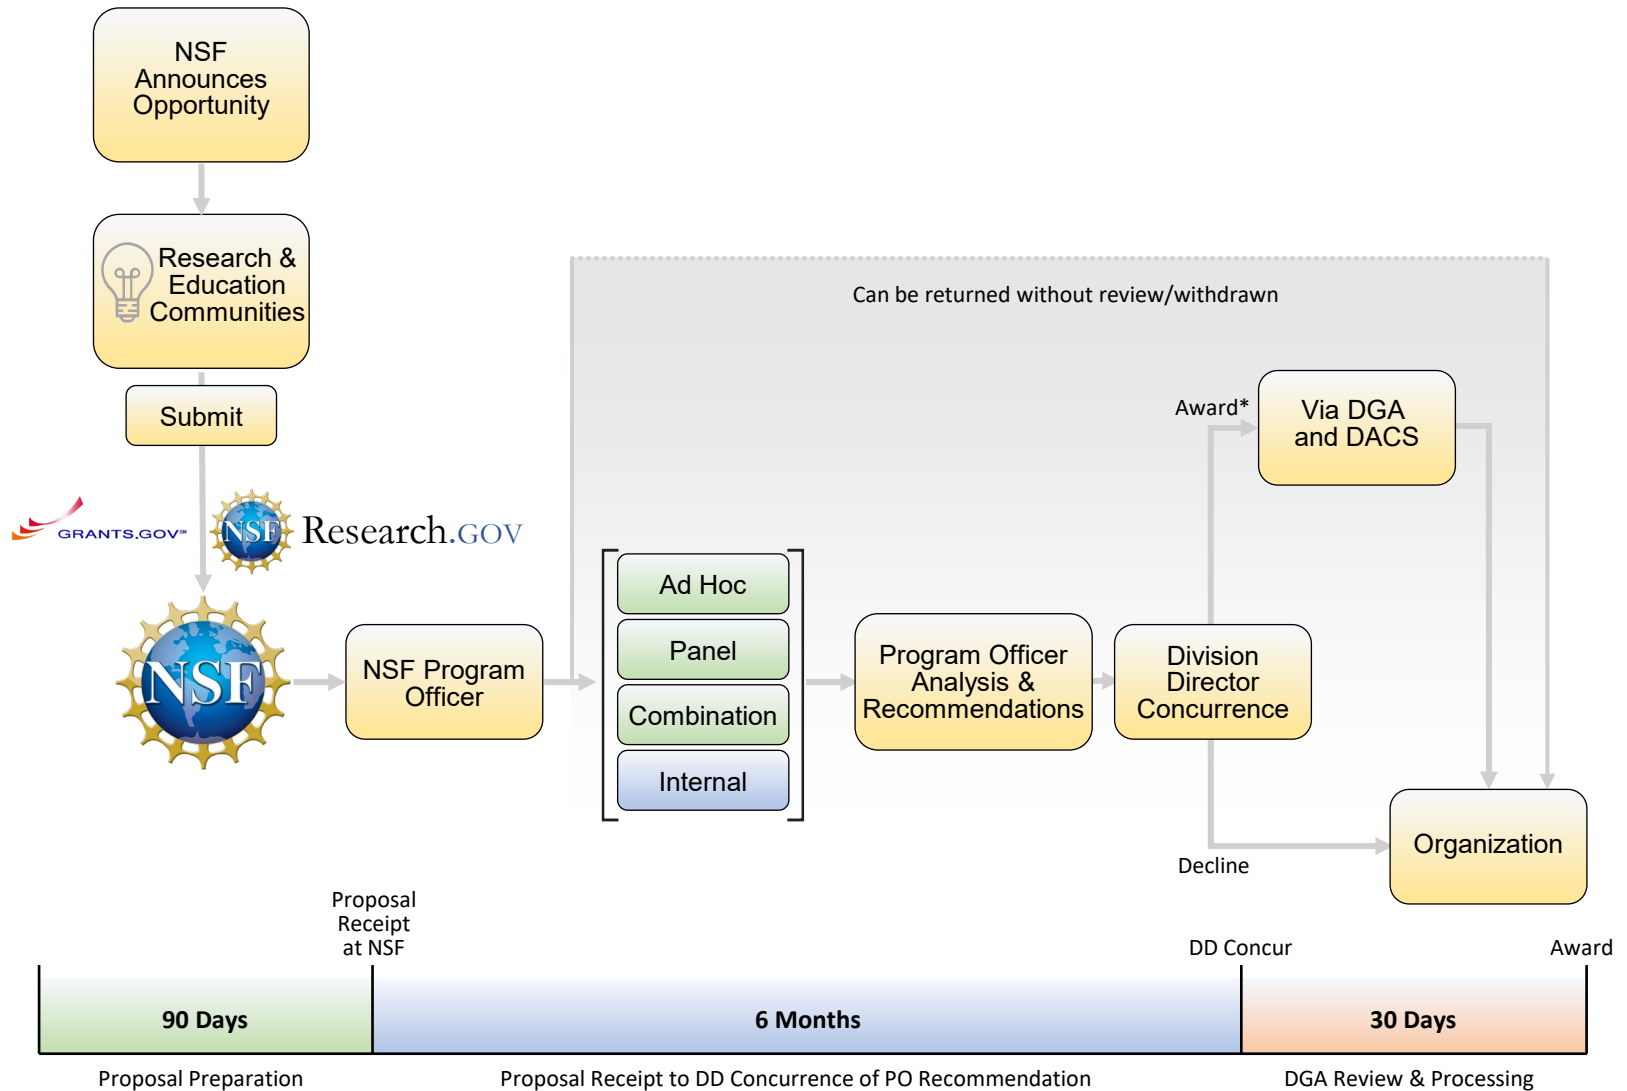 NSF
Announces
Opportunity
Research &
Education
Communities
Submit
GRANTS.GOV℠
NSF
Research.GOV
NSF
NSF Program
Officer
Can be returned without review/withdrawn
Ad Hoc
Panel
Combination
Internal
Program Officer
Analysis &
Recommendations
Division
Director
Concurrence
Award*
Via DGA
and DACS
Decline
Organization
Proposal
Receipt
at NSF
DD Concur
Award
90 Days
6 Months
30 Days
Proposal Preparation
Proposal Receipt to DD Concurrence of PO Recommendation
DGA Review & Processing